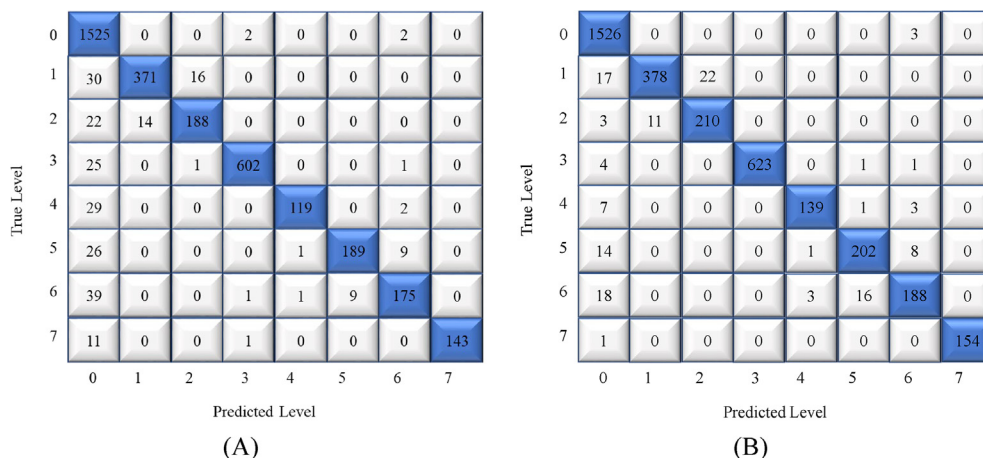 0 1525 0 0 2 0 0 2 0
1 30 371 16 0 0 0 0 0
2 22 14 188 0 0 0 0 0
3 25 0 1 602 0 0 1 0
4 29 0 0 0 119 0 2 0
5 26 0 0 0 1 189 9 0
6 39 0 0 1 1 9 175 0
7 11 0 0 1 0 0 0 143
0 1 2 3 4 5 6 7
True Level
Predicted Level
(A)
0 1526 0 0 0 0 0 3 0
1 17 378 22 0 0 0 0 0
2 3 11 210 0 0 0 0 0
3 4 0 0 623 0 1 1 0
4 7 0 0 0 139 1 3 0
5 14 0 0 0 1 202 8 0
6 18 0 0 0 3 16 188 0
7 1 0 0 0 0 0 0 154
0 1 2 3 4 5 6 7
True Level
Predicted Level
(B)